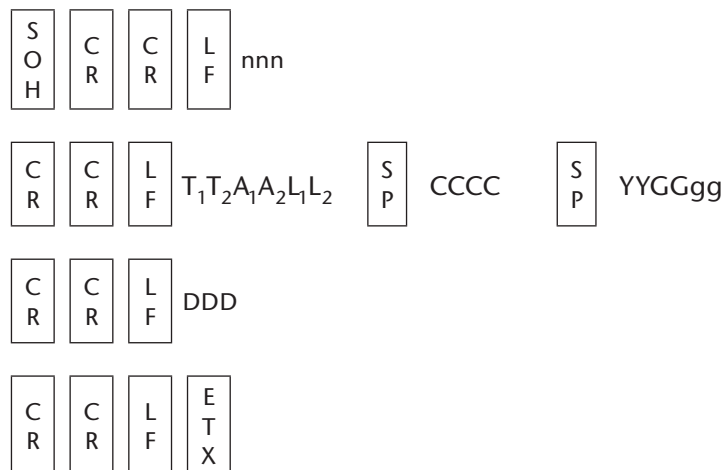 SOH CR CR LF nnn
CR CR LF T₁T₂A₁A₂L₁L₂ SP CCCC SP YYGGgg
CR CR LF DDD
CR CR LF ETX